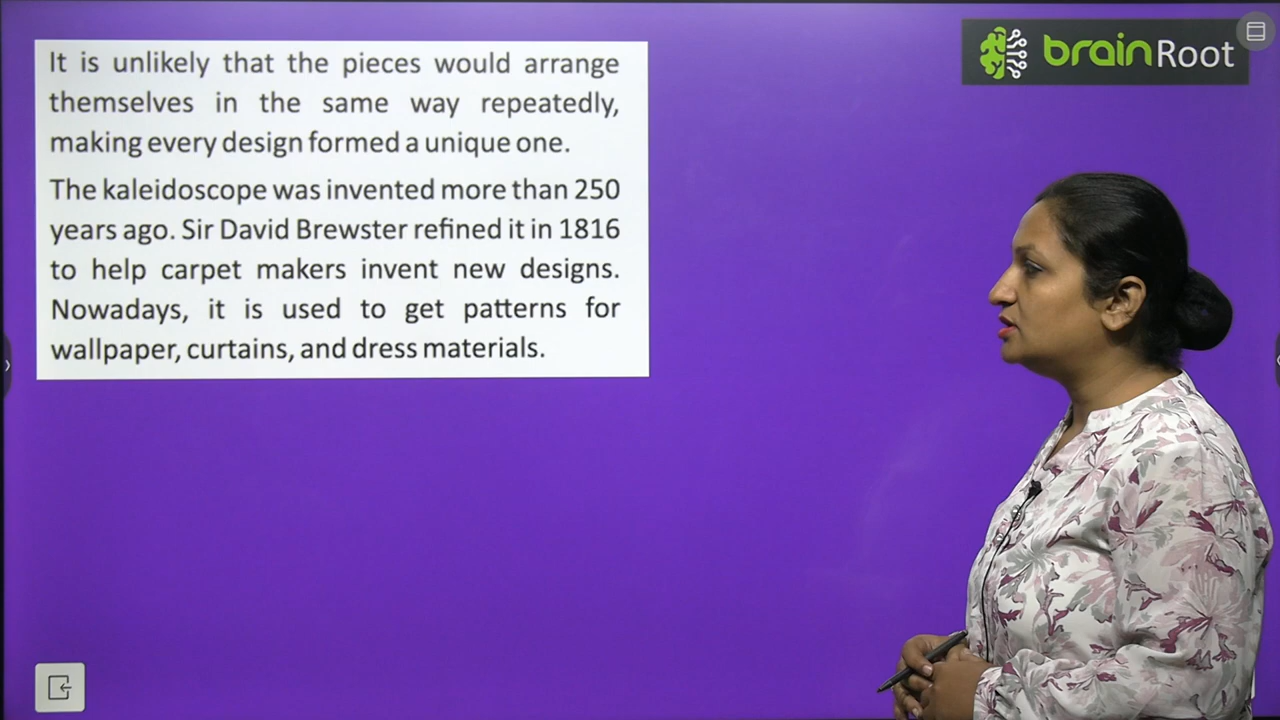 It is unlikely that the pieces would arrange
themselves in the same way repeatedly,
making every design formed a unique one.
The kaleidoscope was invented more than 250
years ago. Sir David Brewster refined it in 1816
to help carpet makers invent new designs.
Nowadays, it is used to get patterns for
wallpaper, curtains, and dress materials.
brainRoot